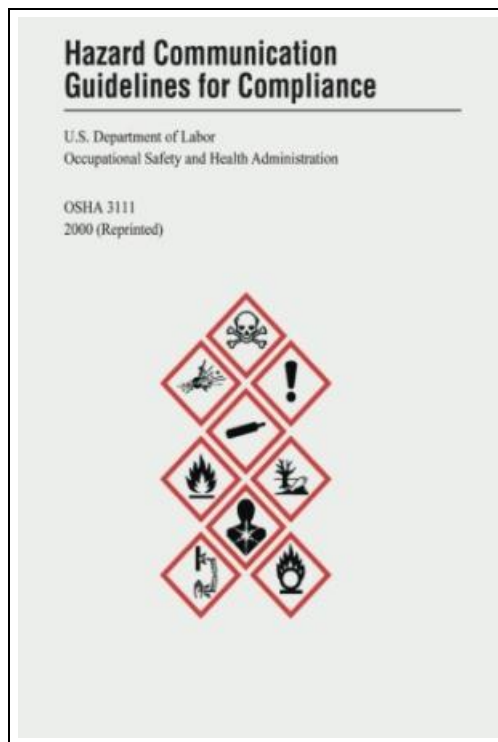 Hazard Communication
Guidelines for Compliance
U.S. Department of Labor
Occupational Safety and Health Administration
OSHA 3111
2000 (Reprinted)